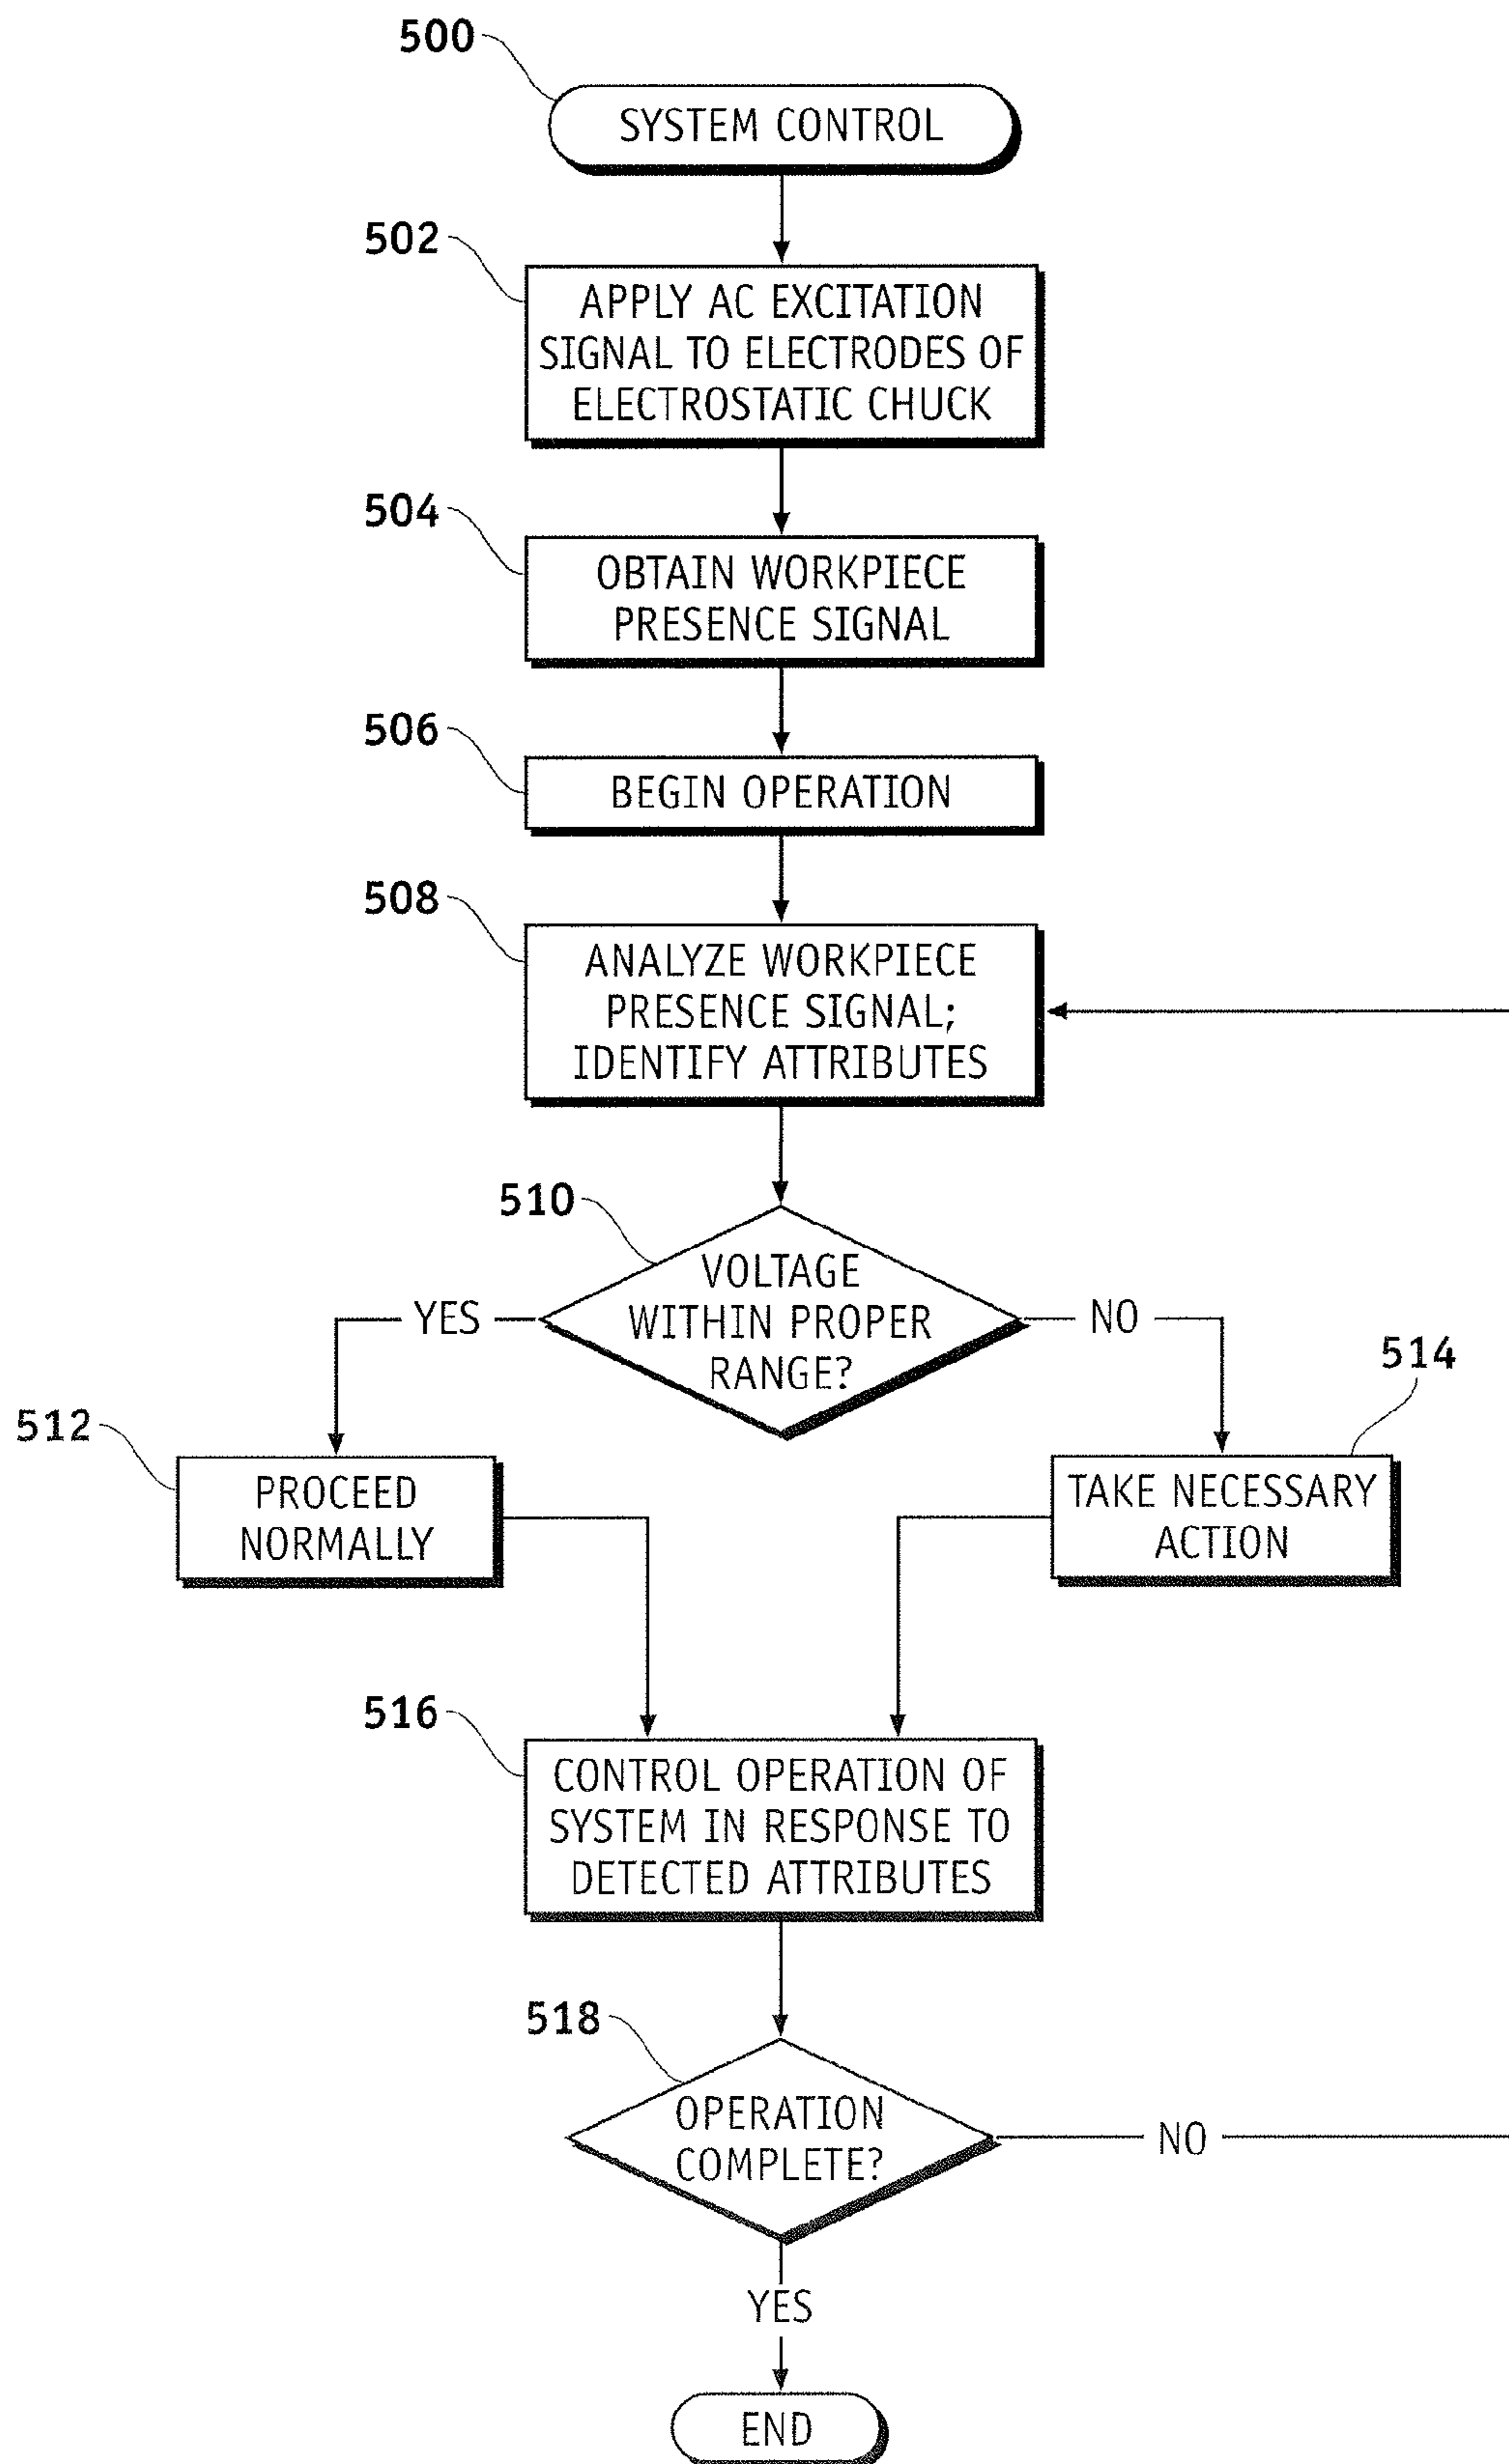 500
SYSTEM CONTROL
502
APPLY AC EXCITATION
SIGNAL TO ELECTRODES OF
ELECTROSTATIC CHUCK
504
OBTAIN WORKPIECE
PRESENCE SIGNAL
506
BEGIN OPERATION
508
ANALYZE WORKPIECE
PRESENCE SIGNAL;
IDENTIFY ATTRIBUTES
510
VOLTAGE
WITHIN PROPER
RANGE?
YES
NO
512
PROCEED
NORMALLY
514
TAKE NECESSARY
ACTION
516
CONTROL OPERATION OF
SYSTEM IN RESPONSE TO
DETECTED ATTRIBUTES
518
OPERATION
COMPLETE?
NO
YES
END